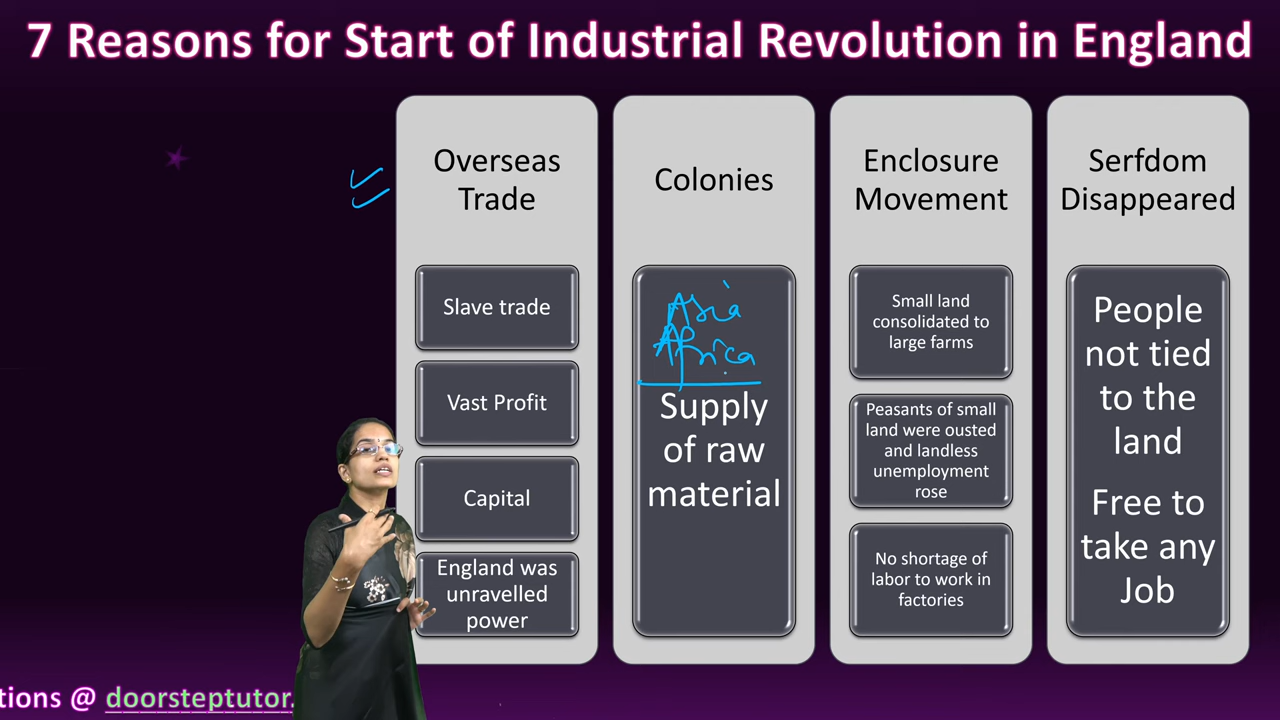 7 Reasons for Start of Industrial Revolution in England
Overseas
Trade
Slave trade
Vast Profit
Capital
England was
unravelled
power
Colonies
Asia
Africa
Supply
of raw
material
Enclosure
Movement
Small land
consolidated to
large farms
Peasants of small
land were ousted
and landless
unemployment
rose
No shortage of
labor to work in
factories
Serfdom
Disappeared
People
not tied
to the
land
Free to
take any
Job
tions @ doorsteptutor.